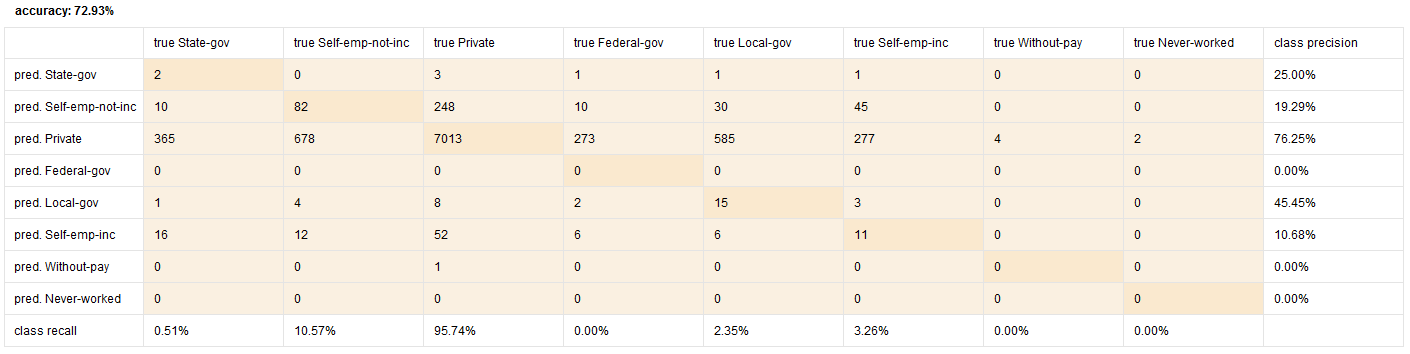 accuracy: 72.93%
true State-gov true Self-emp-not-inc true Private true Federal-gov true Local-gov true Self-emp-inc true Without-pay true Never-worked class precision
pred. State-gov 2 0 3 1 1 1 0 0 25.00%
pred. Self-emp-not-inc 10 82 248 10 30 45 0 0 19.29%
pred. Private 365 678 7013 273 585 277 4 2 76.25%
pred. Federal-gov 0 0 0 0 0 0 0 0 0.00%
pred. Local-gov 1 4 8 2 15 3 0 0 45.45%
pred. Self-emp-inc 16 12 52 6 6 11 0 0 10.68%
pred. Without-pay 0 0 1 0 0 0 0 0 0.00%
pred. Never-worked 0 0 0 0 0 0 0 0 0.00%
class recall 0.51% 10.57% 95.74% 0.00% 2.35% 3.26% 0.00% 0.00%